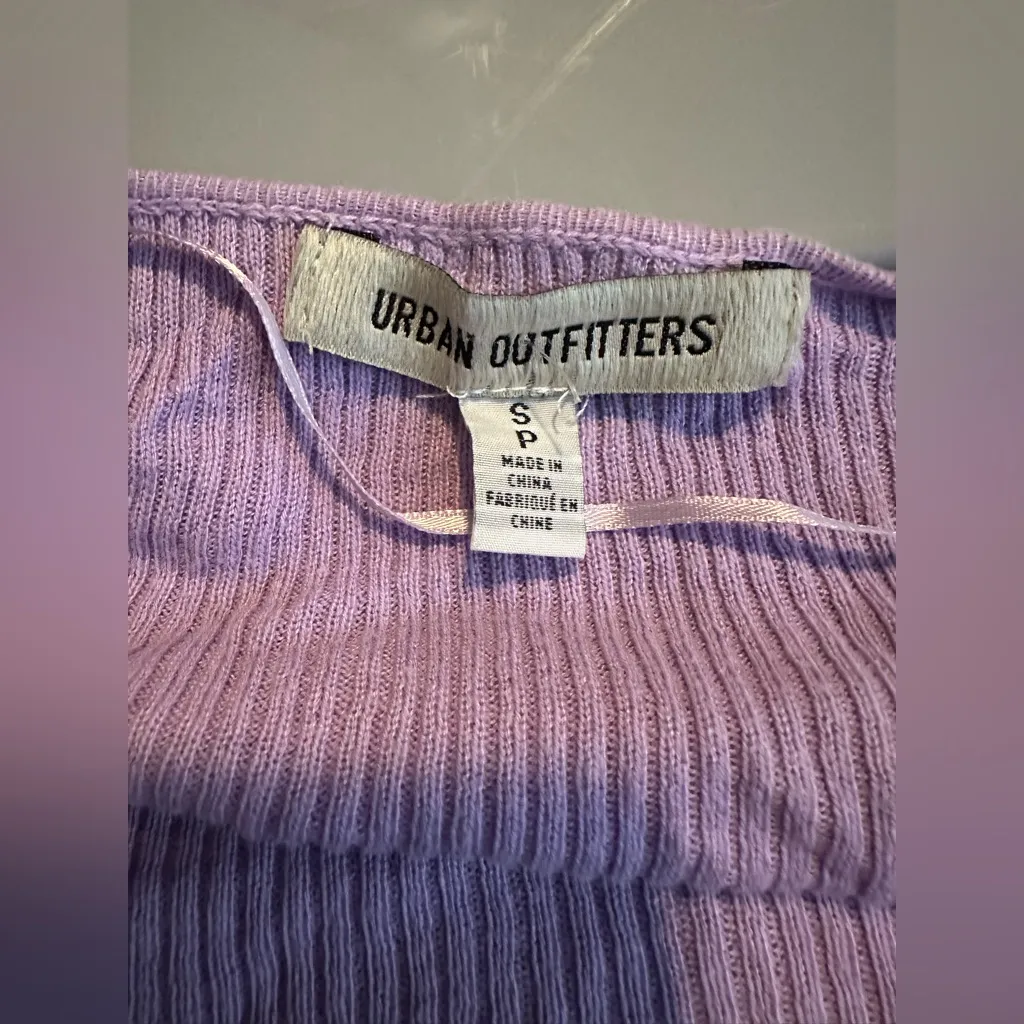 URBAN OUTFITTERS
S
P
MADE IN
CHINA
FABRIQUÉ EN
CHINE